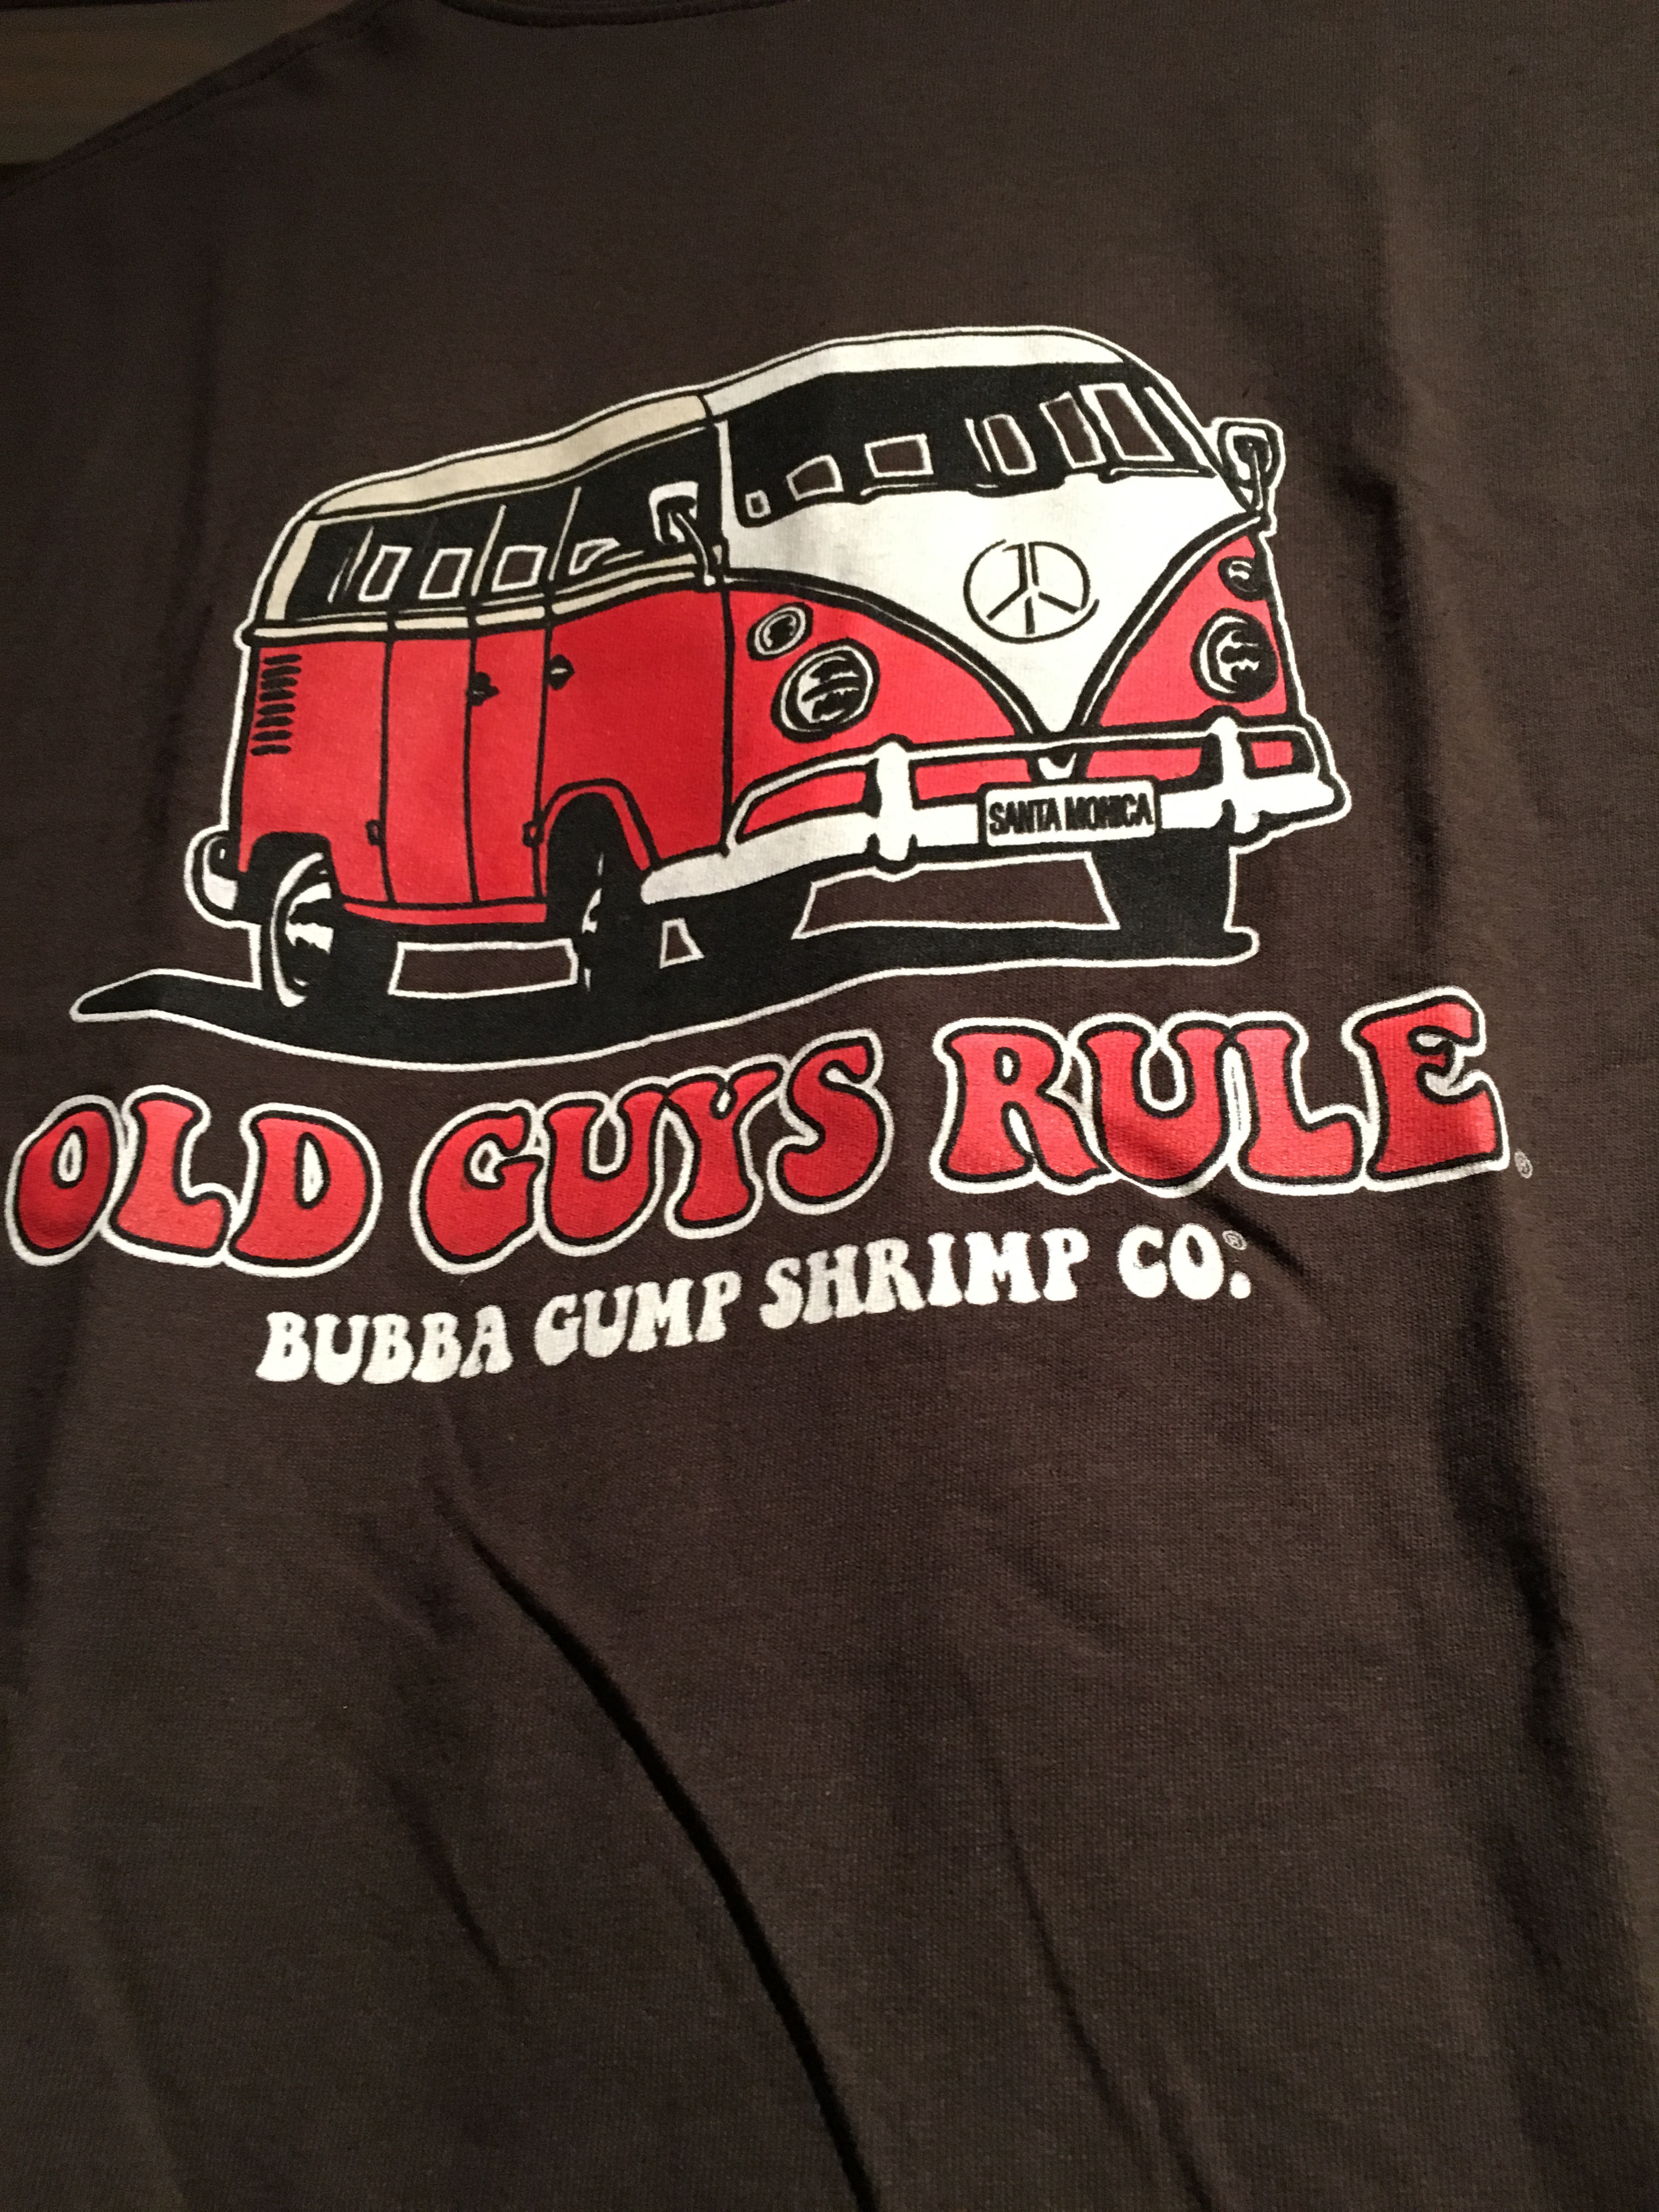 SANTA MONICA
OLD GUYS RULE®
BUBBA GUMP SHRIMP CO.®